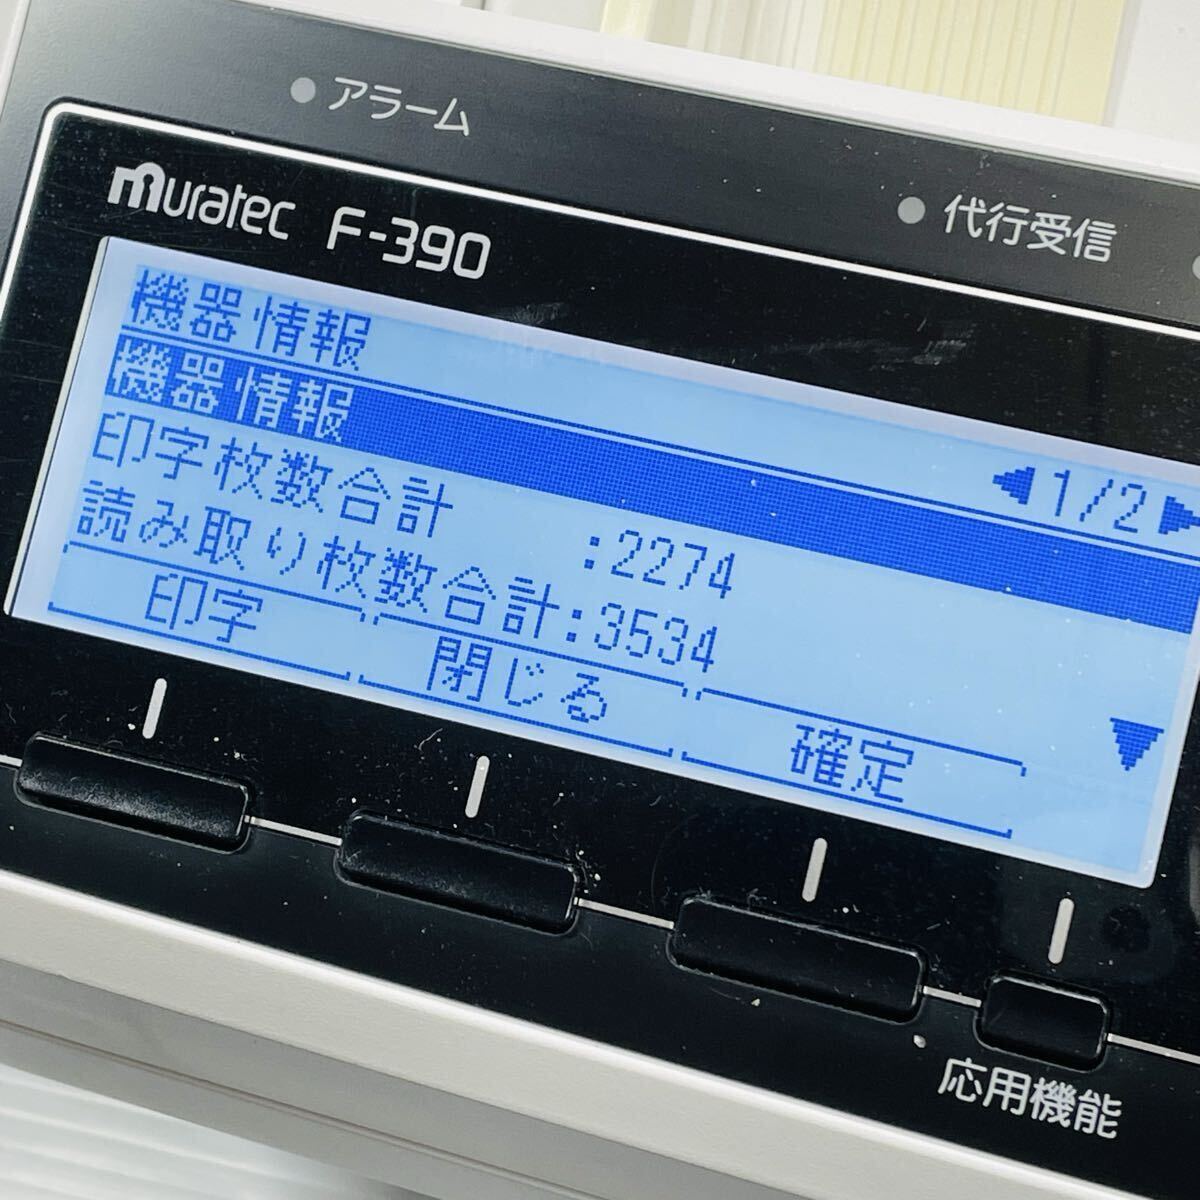 アラーム
代行受信
muratec F-390
機器情報
機器情報
◀1/2▶
印字枚数合計 :2274
読み取り枚数合計:3534
印字 閉じる 確定 ▼
応用機能